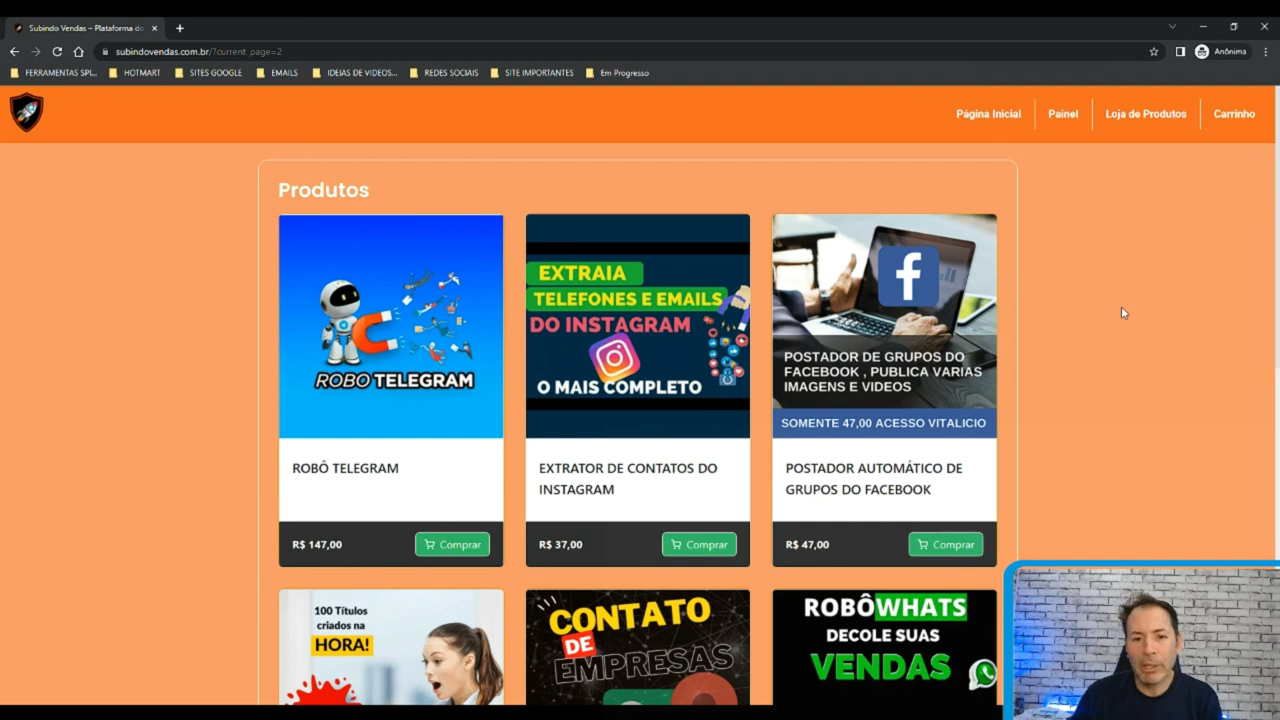 Subindo Vendas – Plataforma do
subindovendas.com.br/?current_page=2
Anônima
FERRAMENTAS SPI...
HOTMART
SITES GOOGLE
EMAILS
IDEIAS DE VIDEOS...
REDES SOCIAIS
SITE IMPORTANTES
Em Progresso
Página Inicial
Painel
Loja de Produtos
Carrinho
Produtos
ROBO TELEGRAM
ROBÔ TELEGRAM
R$ 147,00
Comprar
EXTRAIA
TELEFONES E EMAILS
DO INSTAGRAM
O MAIS COMPLETO
EXTRATOR DE CONTATOS DO
INSTAGRAM
R$ 37,00
Comprar
POSTADOR DE GRUPOS DO
FACEBOOK , PUBLICA VARIAS
IMAGENS E VIDEOS
SOMENTE 47,00 ACESSO VITALICIO
POSTADOR AUTOMÁTICO DE
GRUPOS DO FACEBOOK
R$ 47,00
Comprar
100 Títulos
criados na
HORA!
CONTATO
DE
EMPRESAS
ROBÔWHATS
DECOLE SUAS
VENDAS